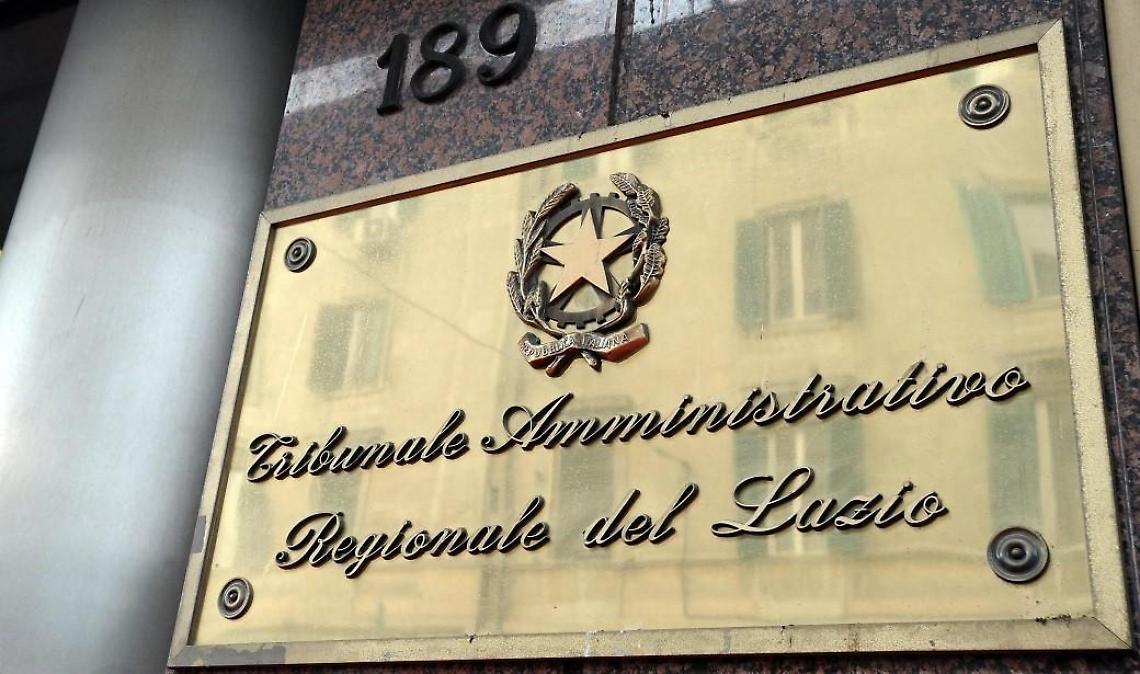 189
REPUBBLICA ITALIANA
Tribunale Amministrativo
Regionale del Lazio